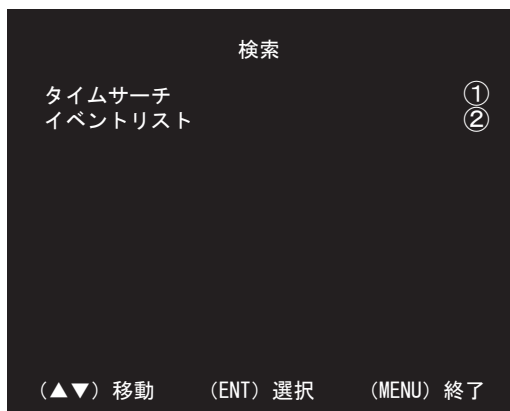 検索
タイムサーチ ①
イベントリスト ②
(▲▼) 移動 (ENT) 選択 (MENU) 終了